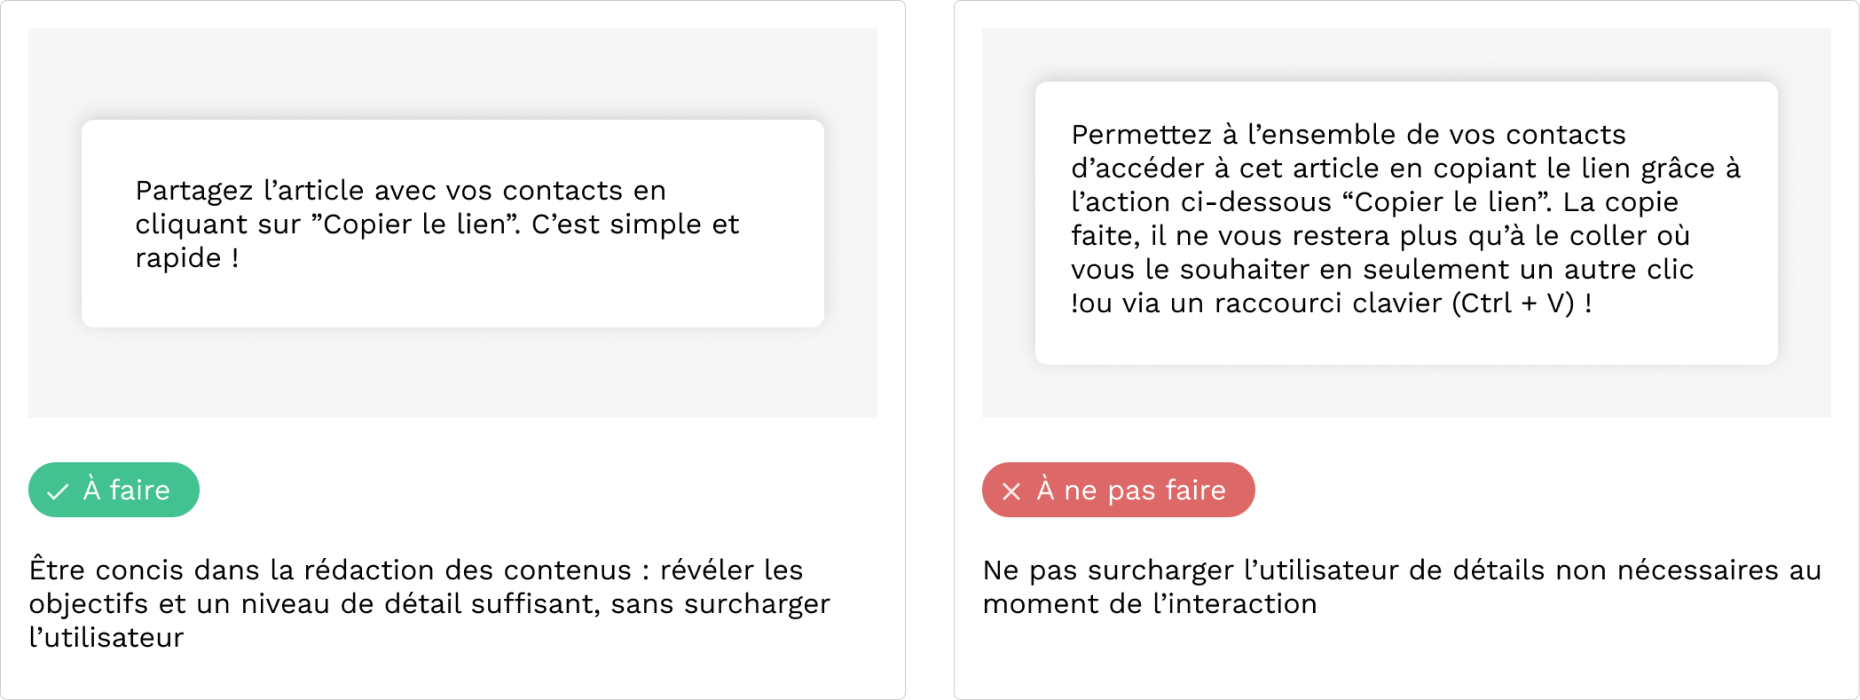 Partagez l’article avec vos contacts en
cliquant sur ”Copier le lien”. C’est simple et
rapide !
À faire
Être concis dans la rédaction des contenus : révéler les
objectifs et un niveau de détail suffisant, sans surcharger
l’utilisateur
Permettez à l’ensemble de vos contacts
d’accéder à cet article en copiant le lien grâce à
l’action ci-dessous “Copier le lien”. La copie
faite, il ne vous restera plus qu’à le coller où
vous le souhaiter en seulement un autre clic
!ou via un raccourci clavier (Ctrl + V) !
À ne pas faire
Ne pas surcharger l’utilisateur de détails non nécessaires au
moment de l’interaction